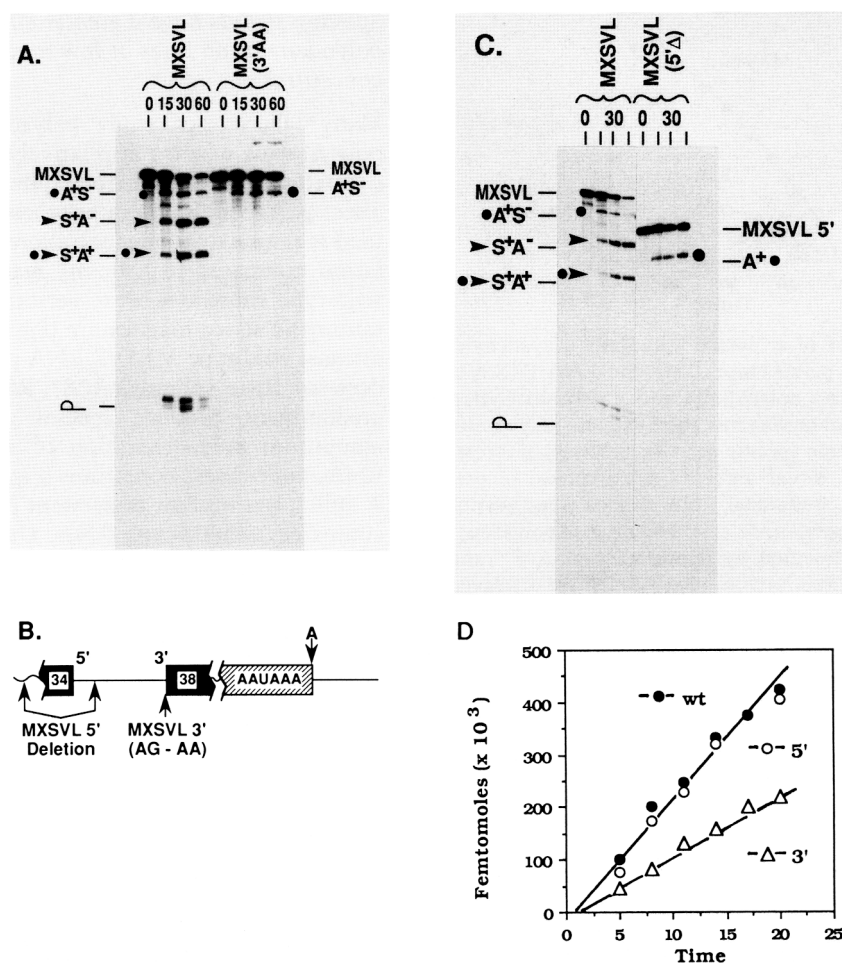 A.
MXSVL
MXSVL
(3'AA)
0 15 30 60 0 15 30 60
MXSVL
●A⁺S⁻
►S⁺A⁻
●►S⁺A⁺
P
MXSVL
A⁺S⁻
C.
MXSVL
MXSVL
(5'Δ)
0 30 0 30
MXSVL
●A⁺S⁻
►S⁺A⁻
●►S⁺A⁺
MXSVL 5'
A⁺●
B.
A
5' 3'
34 38 AAUAAA
MXSVL 5'
Deletion
MXSVL 3'
(AG - AA)
D
Femtomoles (x 10³)
500
400
300
200
100
0
wt
5'
3'
0 5 10 15 20 25
Time